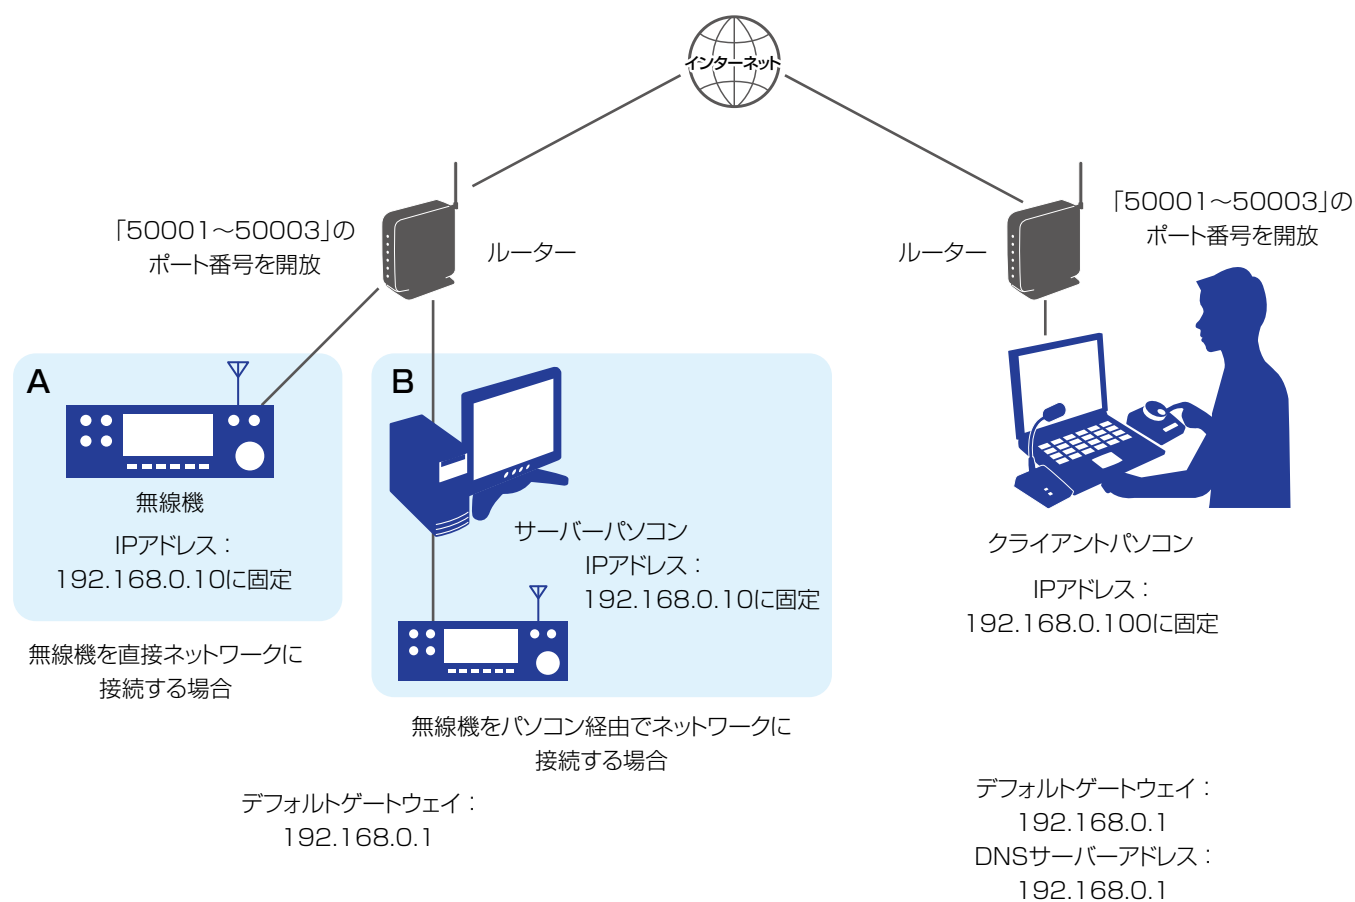 インターネット
「50001～50003」の
ポート番号を開放
ルーター
ルーター
「50001～50003」の
ポート番号を開放
A
無線機
IPアドレス：
192.168.0.10に固定
無線機を直接ネットワークに
接続する場合
B
サーバーパソコン
IPアドレス：
192.168.0.10に固定
無線機をパソコン経由でネットワークに
接続する場合
デフォルトゲートウェイ：
192.168.0.1
クライアントパソコン
IPアドレス：
192.168.0.100に固定
デフォルトゲートウェイ：
192.168.0.1
DNSサーバーアドレス：
192.168.0.1